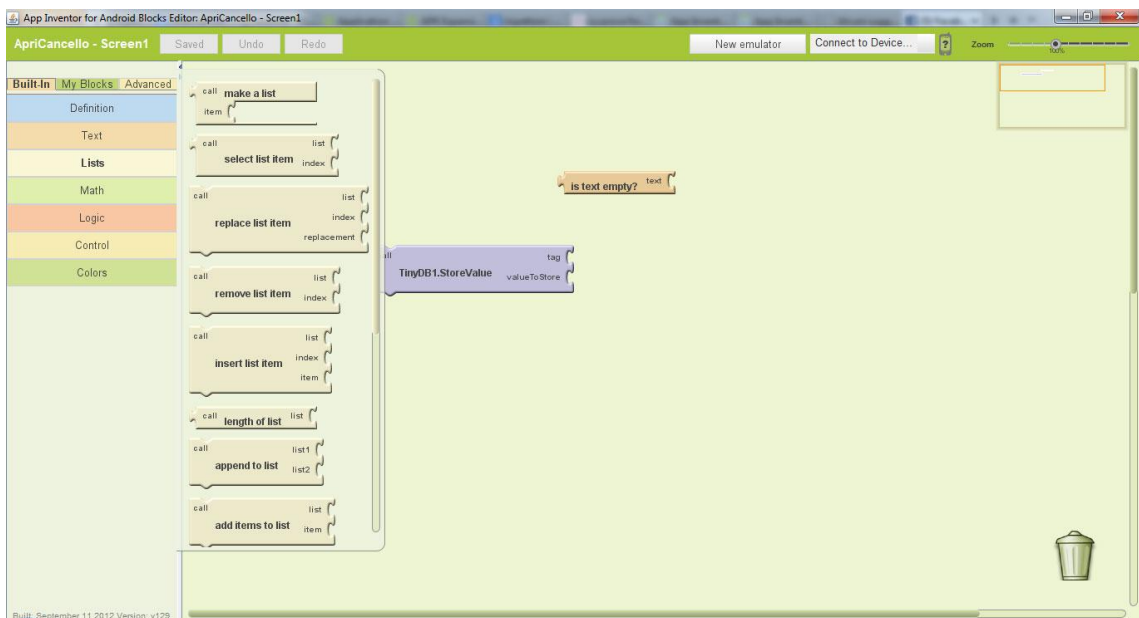 App Inventor for Android Blocks Editor: ApriCancello - Screen1
ApriCancello - Screen1 Saved Undo Redo New emulator Connect to Device... ? Zoom 100%
Built-In My Blocks Advanced
Definition
Text
Lists
Math
Logic
Control
Colors
call make a list
item
call list
select list item index
call list
replace list item index
replacement
call list
remove list item index
call list
insert list item index
item
call length of list list
call list1
append to list list2
call list
add items to list item
is text empty? text
tag
TinyDB1.StoreValue valueToStore
Built: September 11 2012 Version: v129